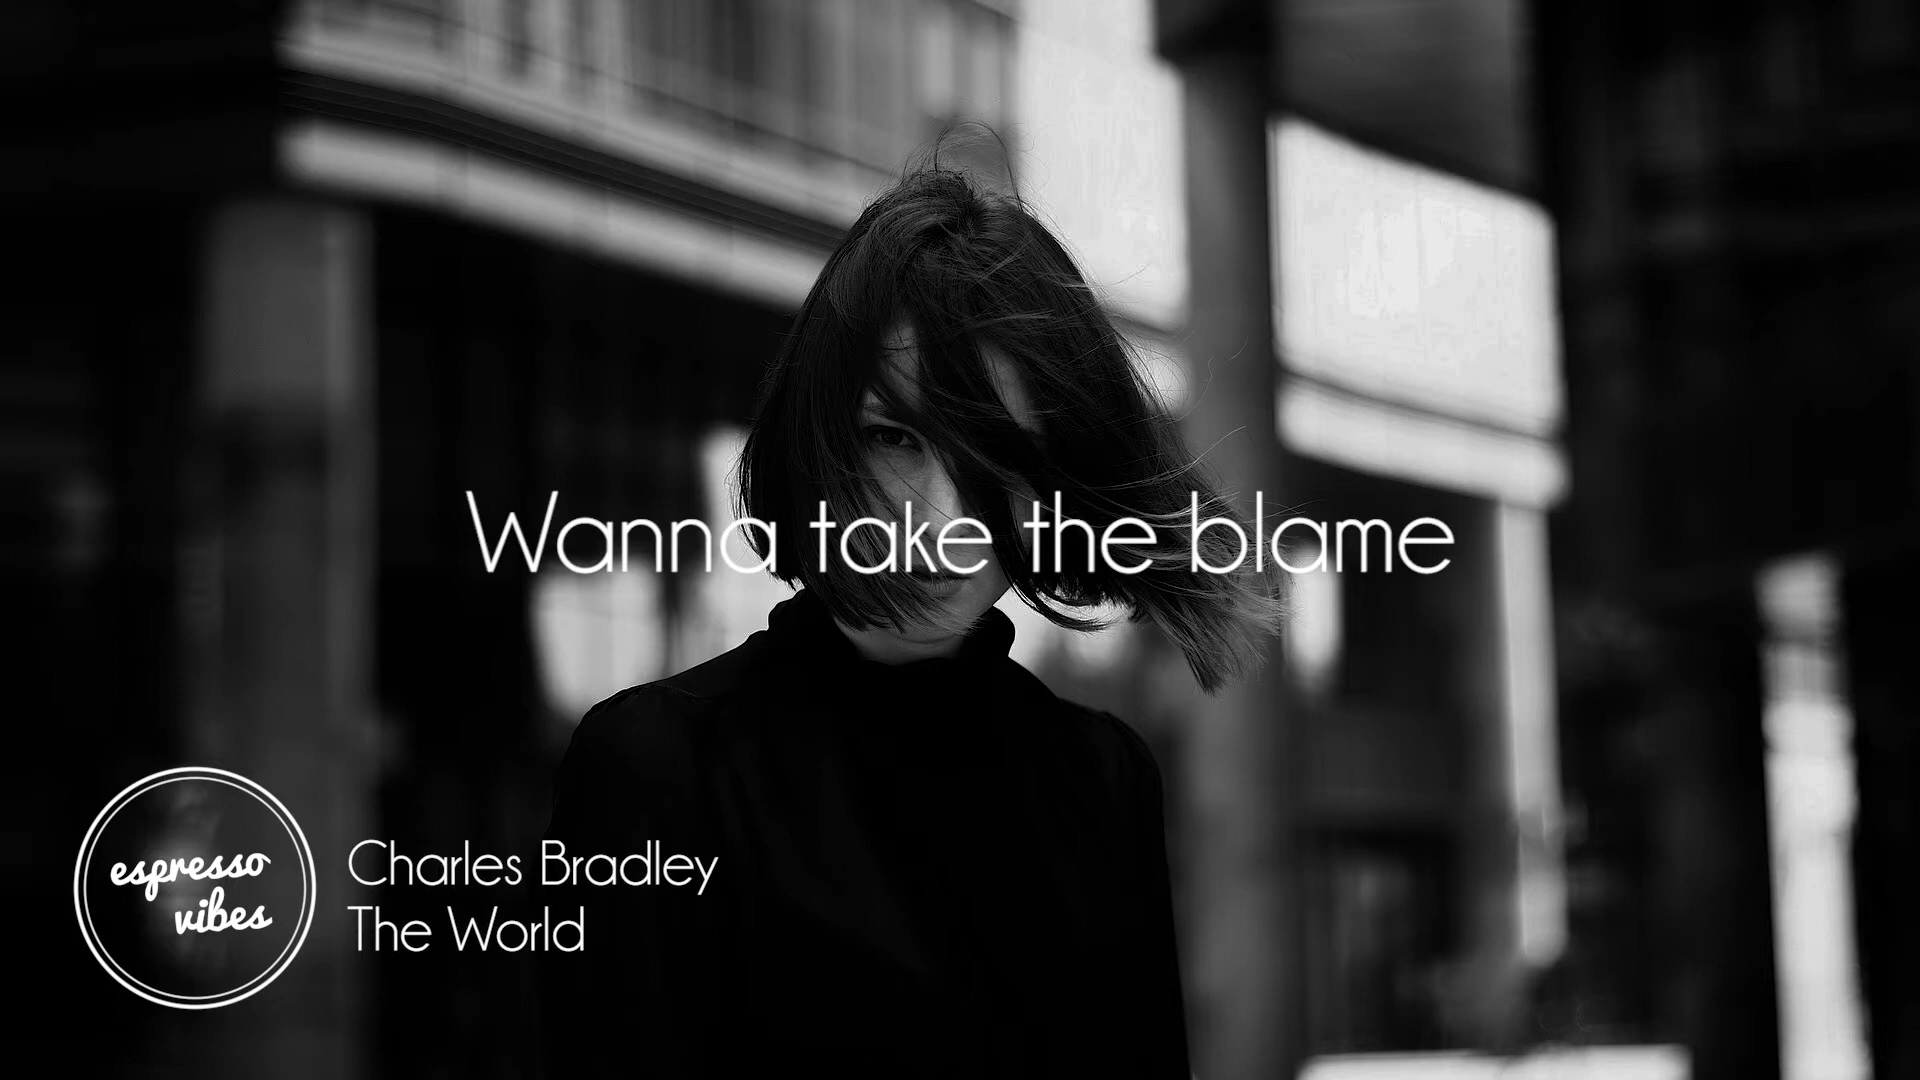 Wanna take the blame
espresso
vibes
Charles Bradley
The World